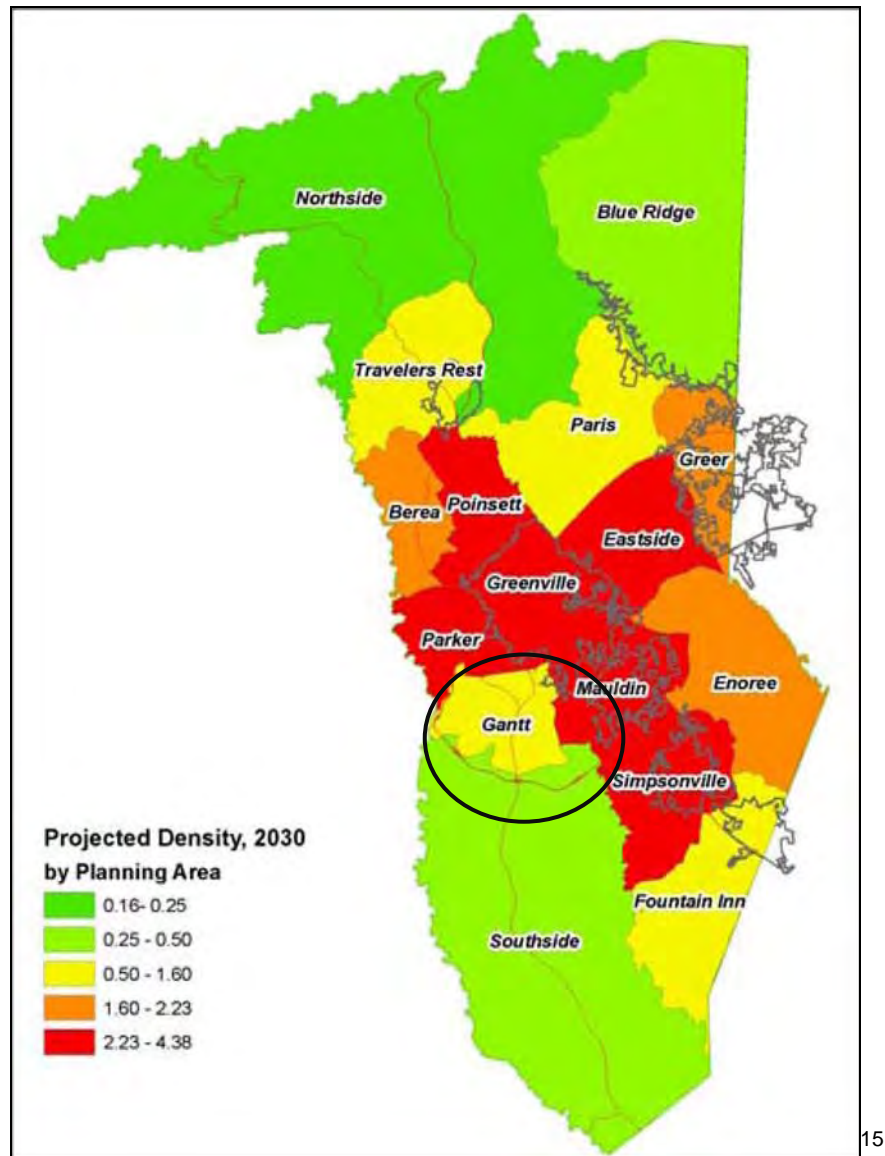 Northside
Blue Ridge
Travelers Rest
Paris
Greer
Berea
Poinsett
Eastside
Greenville
Parker
Mauldin
Enoree
Gantt
Simpsonville
Fountain Inn
Southside
Projected Density, 2030
by Planning Area
0.16- 0.25
0.25 - 0.50
0.50 - 1.60
1.60 - 2.23
2.23 - 4.38
15